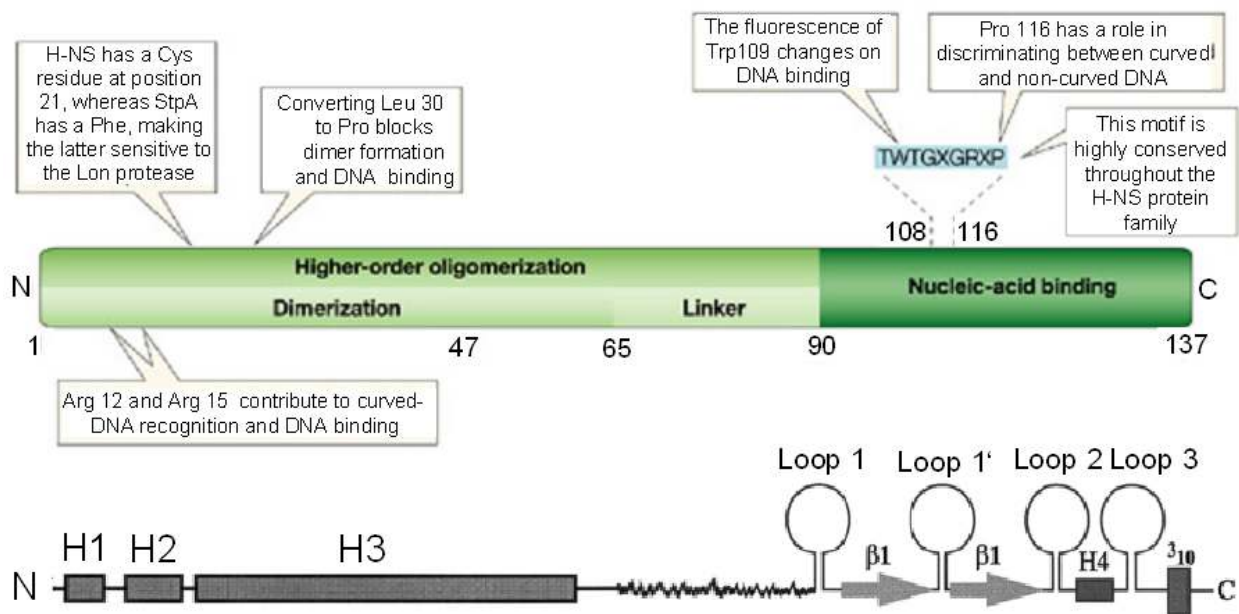 H-NS has a Cys
residue at position
21, whereas StpA
has a Phe, making
the latter sensitive to
the Lon protease
Converting Leu 30
to Pro blocks
dimer formation
and DNA binding
The fluorescence of
Trp109 changes on
DNA binding
Pro 116 has a role in
discriminating between curved
and non-curved DNA
TWTGXGRXP
This motif is
highly conserved
throughout the
H-NS protein
family
108 116
N
Higher-order oligomerization
Dimerization
Linker
Nucleic-acid binding
C
1 47 65 90 137
Arg 12 and Arg 15 contribute to curved-
DNA recognition and DNA binding
Loop 1 Loop 1' Loop 2 Loop 3
N H1 H2 H3 β1 β1 H4 ³10 C